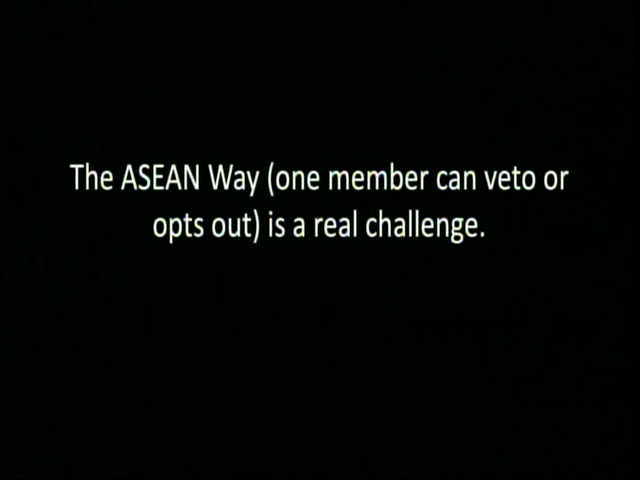 The ASEAN Way (one member can veto or
opts out) is a real challenge.